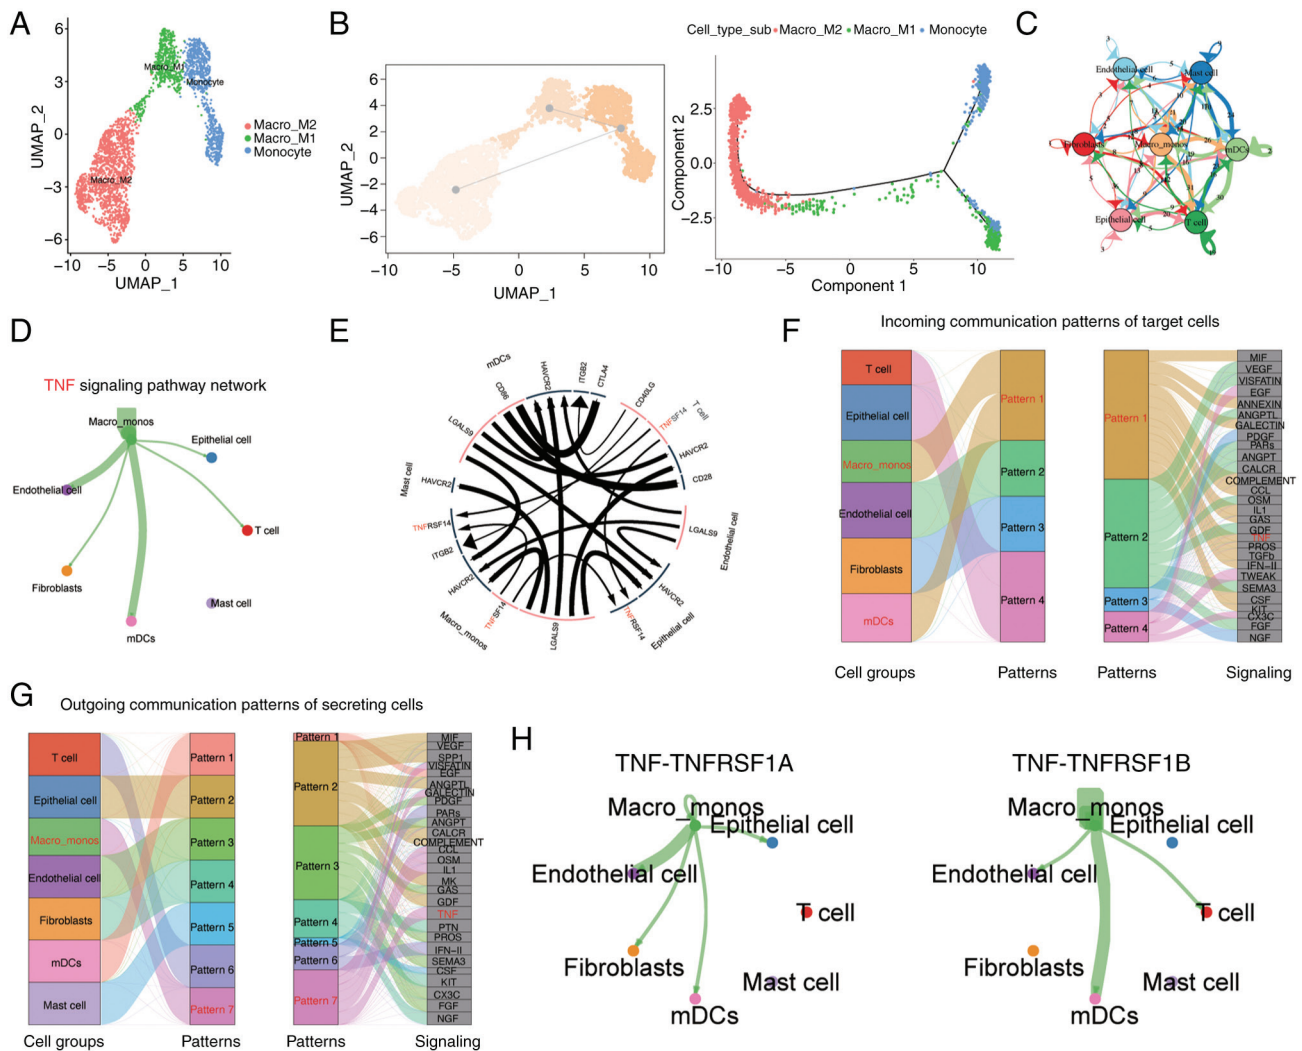 A
6
3
0
−3
−6
−10
−5
0
5
10
UMAP_1
UMAP_2
Macro_M1
Monocyte
Macro_M2
Macro_M2
Macro_M1
Monocyte
B
6
4
2
0
−2
−4
−6
−10
−5
0
5
10
UMAP_1
UMAP_2
Cell_type_sub Macro_M2 Macro_M1 Monocyte
2.5
0.0
−2.5
−10
−5
0
5
10
Component 1
Component 2
C
Endothelial cell
Mast cell
Fibroblasts
Macro_monos
mDCs
Epithelial cell
T cell
D
TNF signaling pathway network
Macro_monos
Epithelial cell
Endothelial cell
T cell
Fibroblasts
Mast cell
mDCs
E
mDCs
CD86
HAVCR2
ITGB2
CTLA4
CD40LG
TNFSF14
T cell
HAVCR2
CD28
LGALS9
Endothelial cell
HAVCR2
Epithelial cell
TNFRSF14
LGALS9
TNFSF14
Macro_monos
HAVCR2
ITGB2
TNFRSF14
HAVCR2
Mast cell
LGALS9
F
Incoming communication patterns of target cells
T cell
Epithelial cell
Macro_monos
Endothelial cell
Fibroblasts
mDCs
Pattern 1
Pattern 2
Pattern 3
Pattern 4
Pattern 1
Pattern 2
Pattern 3
Pattern 4
MIF
VEGF
VISFATIN
EGF
ANNEXIN
ANGPTL
GALECTIN
PDGF
PARs
ANGPT
CALCR
COMPLEMENT
CCL
OSM
IL1
GAS
GDF
TNF
PROS
TGFb
IFN−II
TWEAK
SEMA3
CSF
KIT
CX3C
FGF
NGF
Cell groups
Patterns
Patterns
Signaling
G
Outgoing communication patterns of secreting cells
T cell
Epithelial cell
Macro_monos
Endothelial cell
Fibroblasts
mDCs
Mast cell
Pattern 1
Pattern 2
Pattern 3
Pattern 4
Pattern 5
Pattern 6
Pattern 7
Pattern 1
Pattern 2
Pattern 3
Pattern 4
Pattern 5
Pattern 6
Pattern 7
MIF
VEGF
SPP1
VISFATIN
EGF
ANGPTL
GALECTIN
PDGF
PARs
ANGPT
CALCR
COMPLEMENT
CCL
OSM
IL1
MK
GAS
GDF
TNF
PTN
PROS
IFN−II
SEMA3
CSF
KIT
CX3C
FGF
NGF
Cell groups
Patterns
Patterns
Signaling
H
TNF-TNFRSF1A
Macro_monos
Epithelial cell
Endothelial cell
T cell
Fibroblasts
Mast cell
mDCs
TNF-TNFRSF1B
Macro_monos
Epithelial cell
Endothelial cell
T cell
Fibroblasts
Mast cell
mDCs